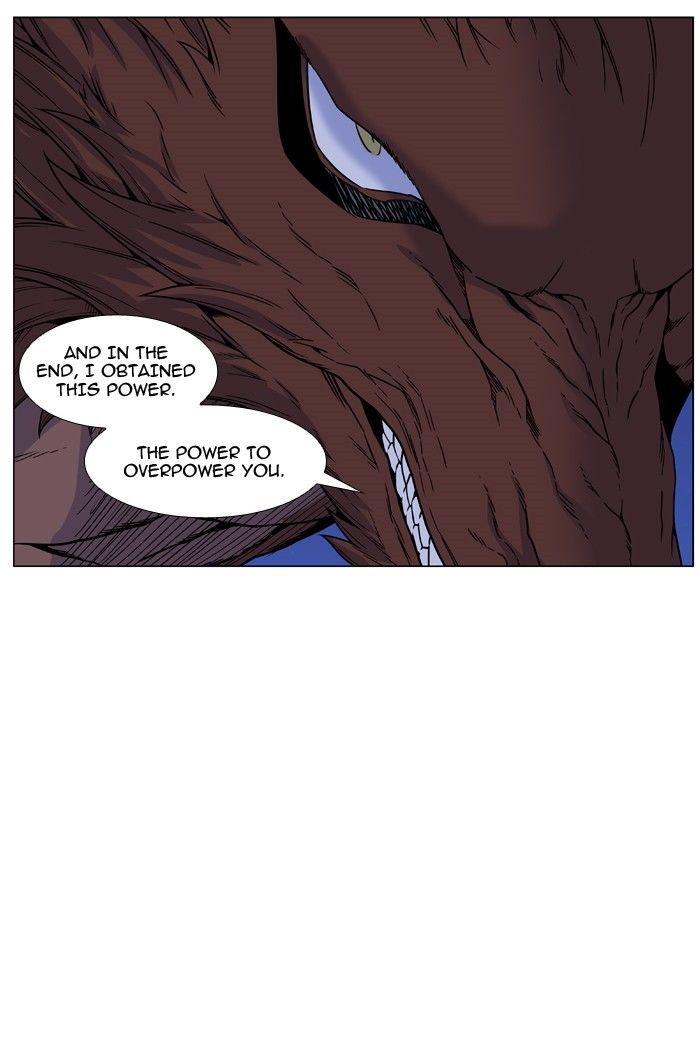 AND IN THE
END, I OBTAINED
THIS POWER.
THE POWER TO
OVERPOWER YOU.